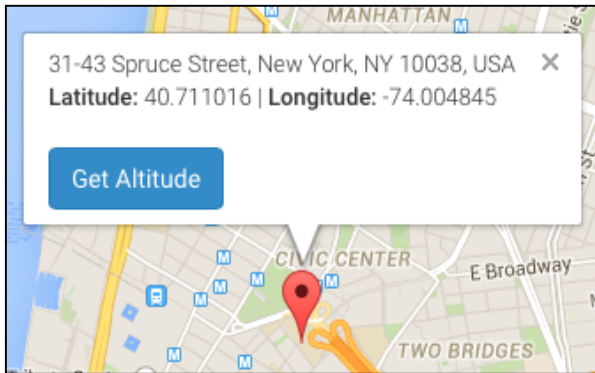 MANHATTAN
31-43 Spruce Street, New York, NY 10038, USA ×
Latitude: 40.711016 | Longitude: -74.004845
Get Altitude
CIVIC CENTER
E Broadway
TWO BRIDGES
M
M
M
M
M
M
M
M